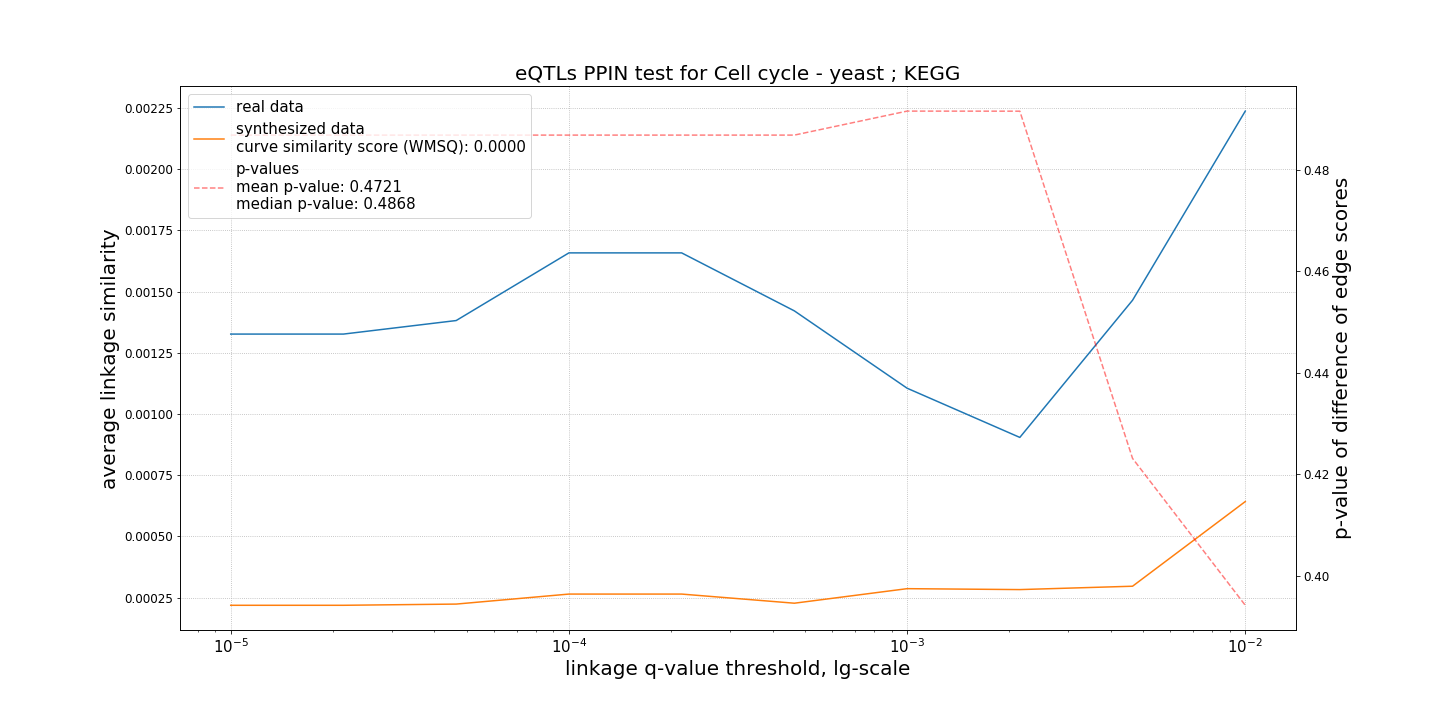 eQTLs PPIN test for Cell cycle - yeast ; KEGG
real data
synthesized data
curve similarity score (WMSQ): 0.0000
p-values
mean p-value: 0.4721
median p-value: 0.4868
average linkage similarity
0.00225
0.00200
0.00175
0.00150
0.00125
0.00100
0.00075
0.00050
0.00025
p-value of difference of edge scores
0.48
0.46
0.44
0.42
0.40
10⁻⁵ 10⁻⁴ 10⁻³ 10⁻²
linkage q-value threshold, lg-scale